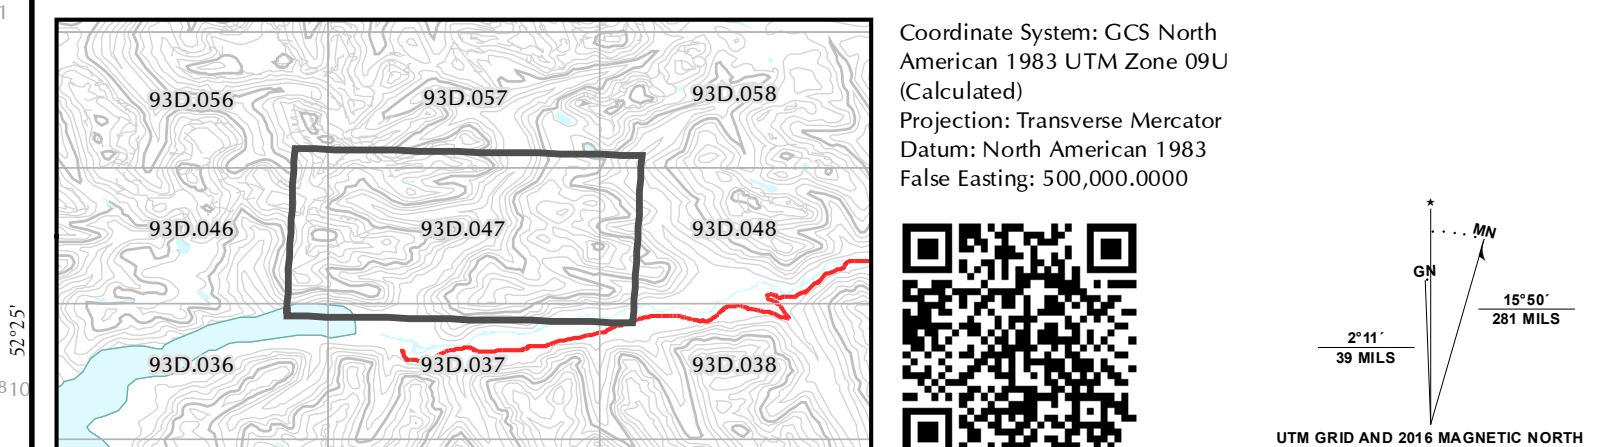 1
93D.056
93D.057
93D.058
93D.046
93D.047
93D.048
52°25'
93D.036
93D.037
93D.038
810
Coordinate System: GCS North
American 1983 UTM Zone 09U
(Calculated)
Projection: Transverse Mercator
Datum: North American 1983
False Easting: 500,000.0000
MN
GN
15°50´
281 MILS
2°11´
39 MILS
UTM GRID AND 2016 MAGNETIC NORTH